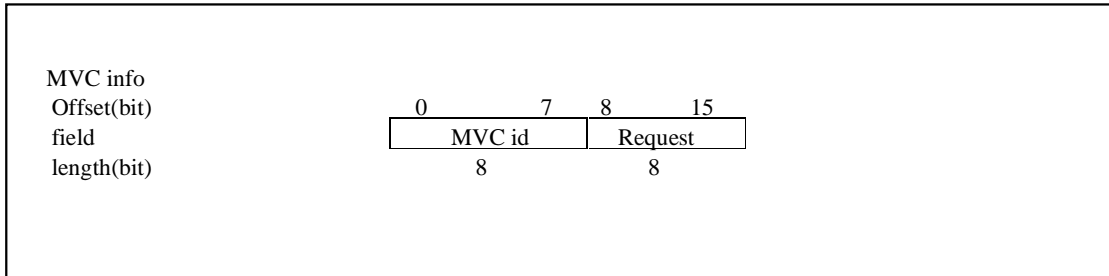 MVC info
Offset(bit) 0 7 8 15
field MVC id Request
length(bit) 8 8